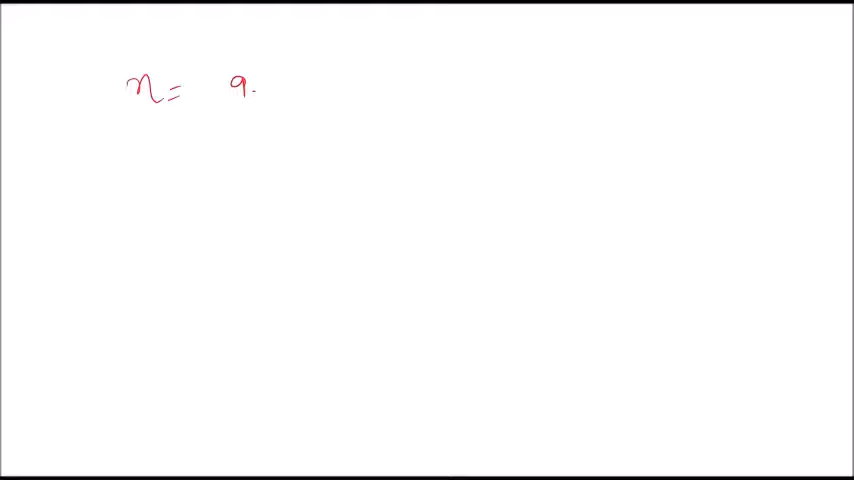 n = 9.